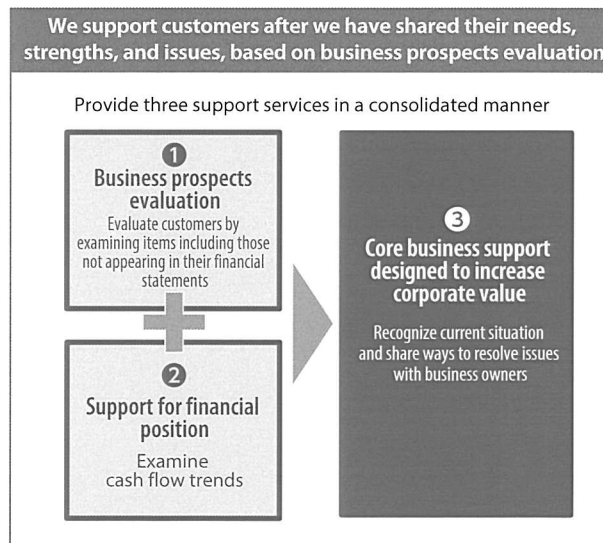 We support customers after we have shared their needs,
strengths, and issues, based on business prospects evaluation
Provide three support services in a consolidated manner
1
Business prospects
evaluation
Evaluate customers by
examining items including those
not appearing in their financial
statements
2
Support for financial
position
Examine
cash flow trends
3
Core business support
designed to increase
corporate value
Recognize current situation
and share ways to resolve issues
with business owners